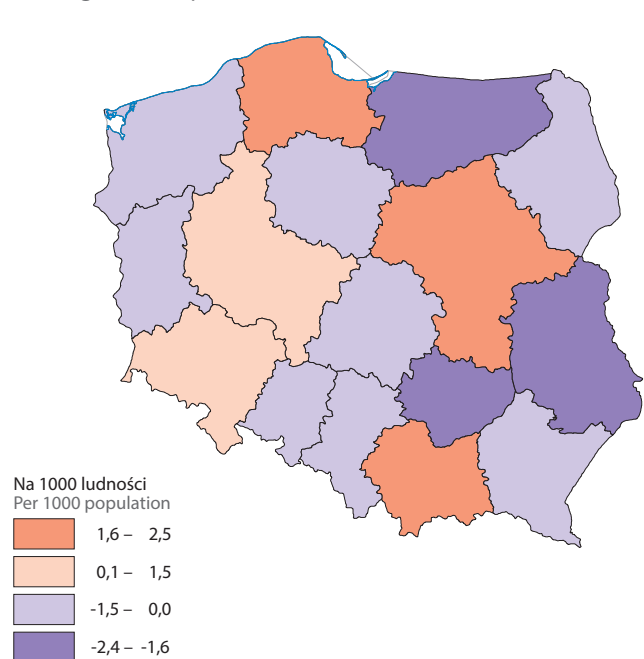 Na 1000 ludności
Per 1000 population
1,6 – 2,5
0,1 – 1,5
-1,5 – 0,0
-2,4 – -1,6